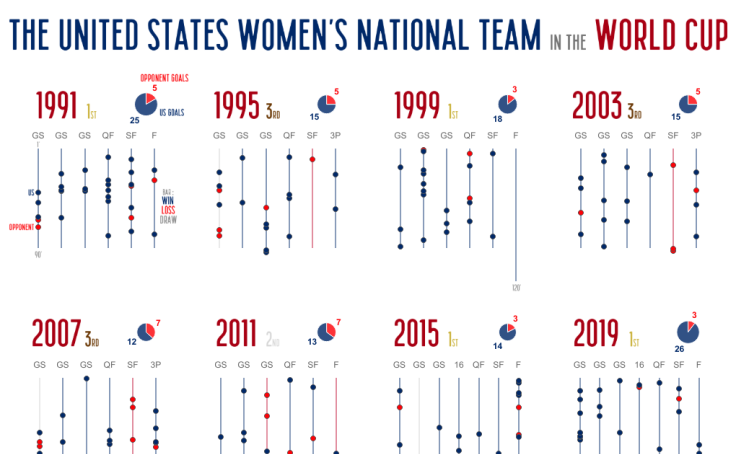 THE UNITED STATES WOMEN'S NATIONAL TEAM IN THE WORLD CUP
OPPONENT GOALS
1991 1ST 5
25 US GOALS
GS GS GS QF SF F
0'
US
OPPONENT
90'
BAR:
WIN
LOSS
DRAW
1995 3RD 5
15
GS GS GS QF SF 3P
1999 1ST 3
18
GS GS GS QF SF F
120'
2003 3RD 5
15
GS GS GS QF SF 3P
2007 3RD 7
12
GS GS GS QF SF 3P
2011 2ND 7
13
GS GS GS QF SF F
2015 1ST 3
14
GS GS GS 16 QF SF F
2019 1ST 3
26
GS GS GS 16 QF SF F